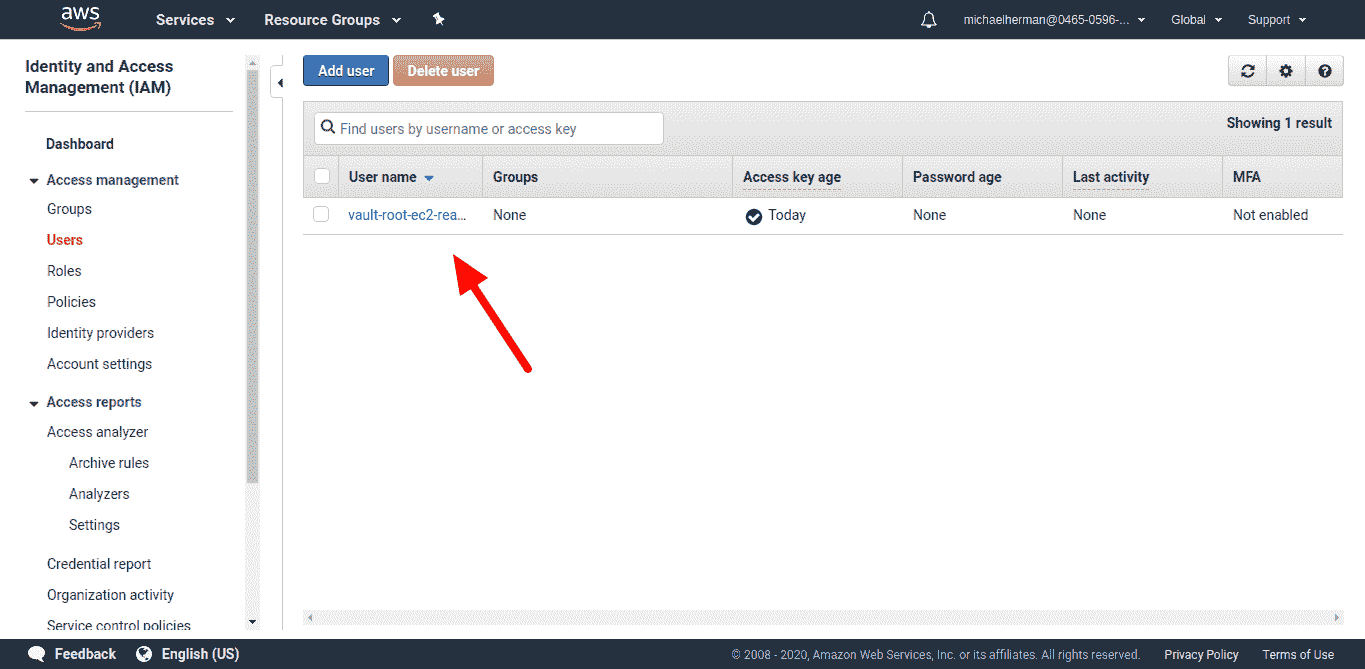 aws Services Resource Groups michaelherman@0465-0596-... Global Support
Identity and Access
Management (IAM)
Dashboard
Access management
Groups
Users
Roles
Policies
Identity providers
Account settings
Access reports
Access analyzer
Archive rules
Analyzers
Settings
Credential report
Organization activity
Service control policies
Add user Delete user
Find users by username or access key
Showing 1 result
User name Groups Access key age Password age Last activity MFA
vault-root-ec2-rea... None Today None None Not enabled
Feedback English (US) © 2008 - 2020, Amazon Web Services, Inc. or its affiliates. All rights reserved. Privacy Policy Terms of Use